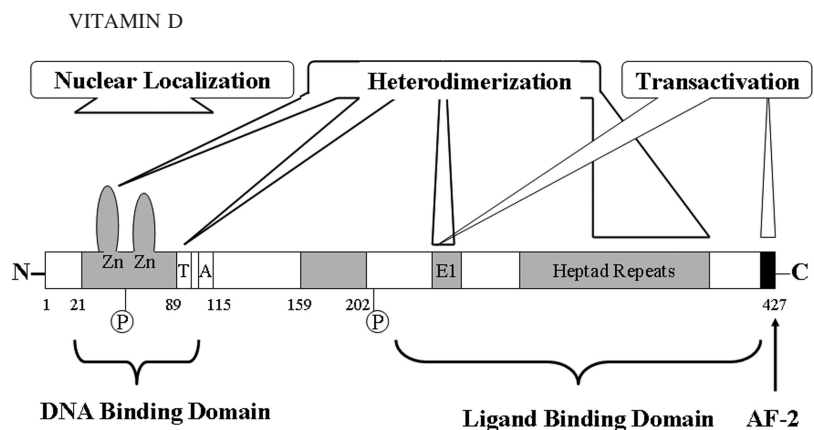 VITAMIN D
Nuclear Localization Heterodimerization Transactivation
Zn Zn
N T A E1 Heptad Repeats C
1 21 89 115 159 202 427
P P
DNA Binding Domain
Ligand Binding Domain AF-2